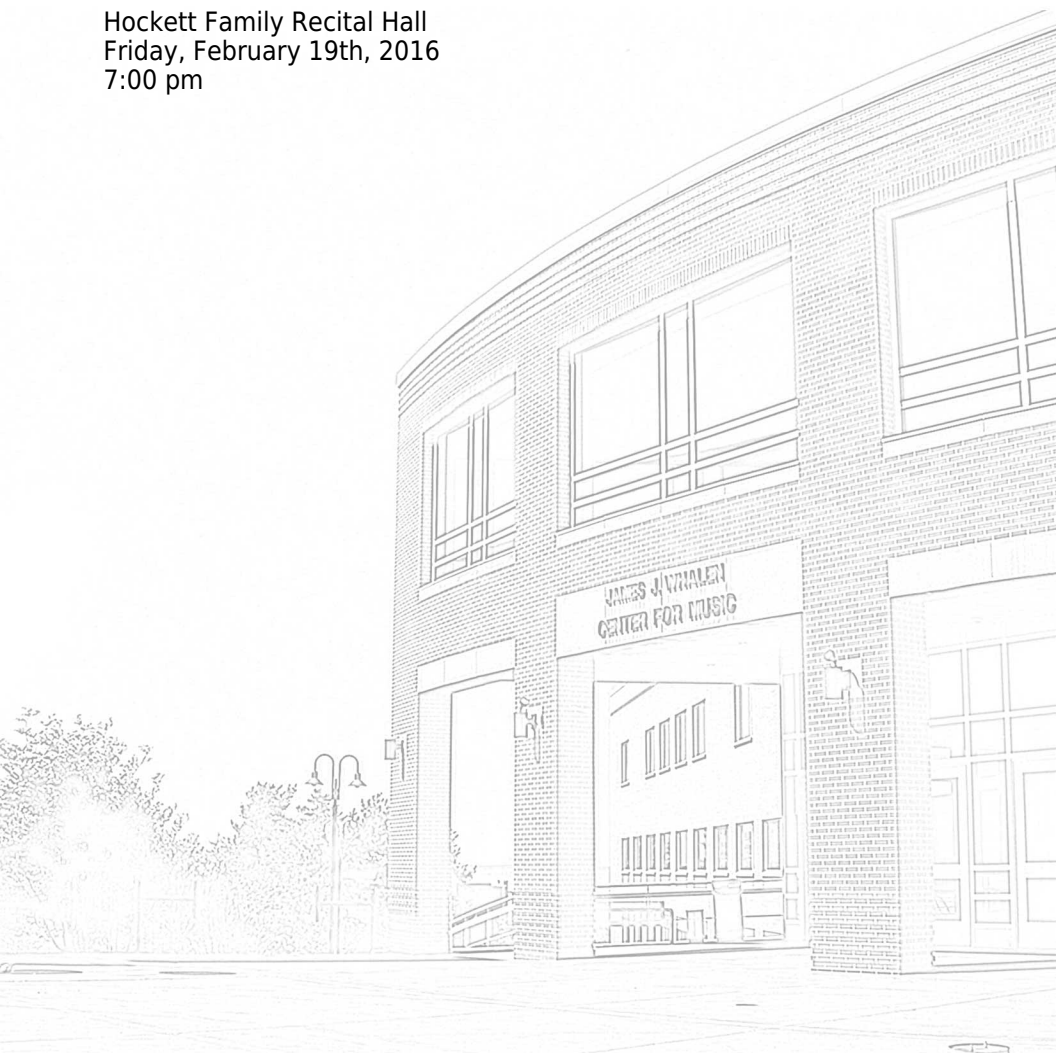 Hockett Family Recital Hall
Friday, February 19th, 2016
7:00 pm
JAMES J. WHALEN
CENTER FOR MUSIC